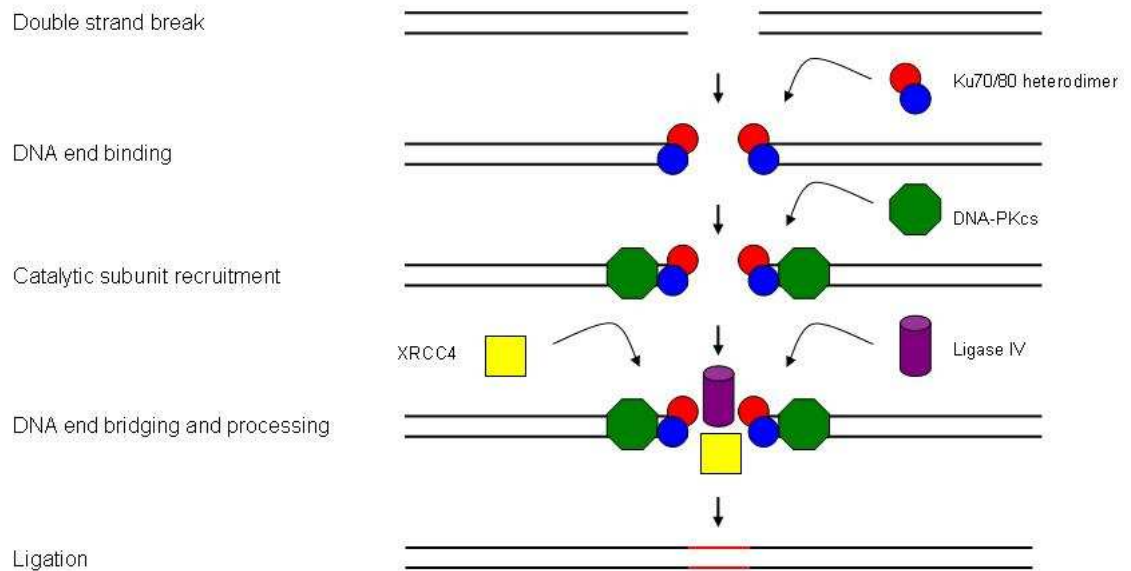 Double strand break
Ku70/80 heterodimer
DNA end binding
DNA-PKcs
Catalytic subunit recruitment
XRCC4
Ligase IV
DNA end bridging and processing
Ligation